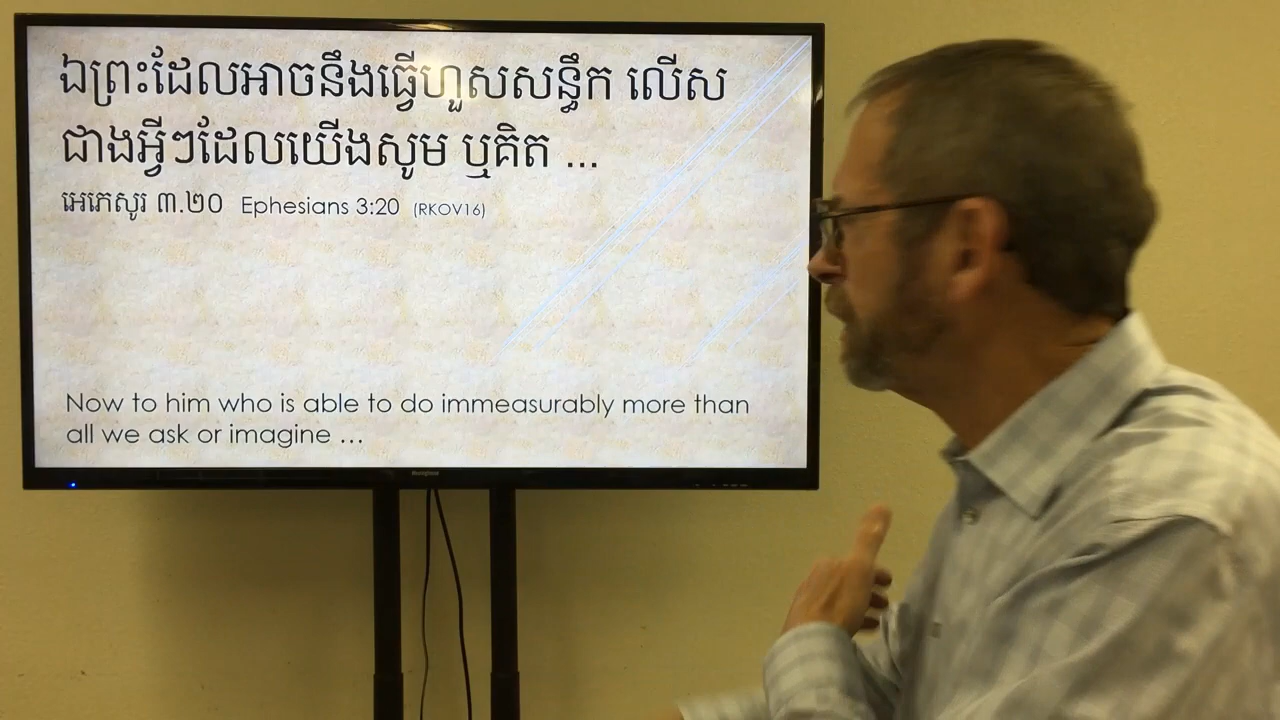 ឯព្រះដែលអាចនឹងធ្វើហួសសន្ធឹក លើស
ជាងអ្វីៗដែលយើងសូម ឬគិត ...
អេភេសូរ ៣.២០ Ephesians 3:20 (RKOV16)
Now to him who is able to do immeasurably more than
all we ask or imagine ...